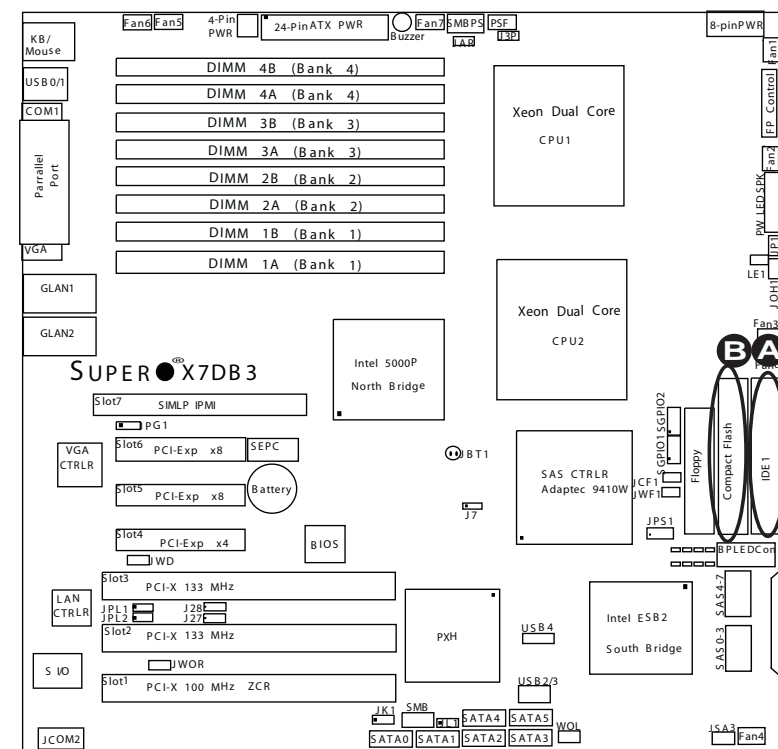 Fan6
Fan5
4-Pin
PWR
24-Pin ATX PWR
Buzzer
Fan7
SMBPS
PSF
JAR
J3P
8-pin PWR
Fan1
KB/
Mouse
USB0/1
COM1
Parrallel
Port
VGA
GLAN1
GLAN2
DIMM 4B (Bank 4)
DIMM 4A (Bank 4)
DIMM 3B (Bank 3)
DIMM 3A (Bank 3)
DIMM 2B (Bank 2)
DIMM 2A (Bank 2)
DIMM 1B (Bank 1)
DIMM 1A (Bank 1)
Xeon Dual Core
CPU1
FP Control
Fan2
SPK
PW LED
JP1
LE1
JOH1
Xeon Dual Core
CPU2
Fan3
B
A
SUPER ® X7DB3
Intel 5000P
North Bridge
Slot7
SIMLP IPMI
JPG1
VGA
CTRLR
Slot6
PCI-Exp x8
SEPC
Slot5
PCI-Exp x8
Battery
Slot4
PCI-Exp x4
JWD
BIOS
JBT1
J7
SAS CTRLR
Adaptec 9410W
SGPIO2
SGPIO1
JCF1
JWF1
JPS1
Floppy
Compact Flash
IDE1
BPLEDCon
Slot3
PCI-X 133 MHz
LAN
CTRLR
JPL1
JPL2
J28
J27
Slot2
PCI-X 133 MHz
JWOR
S I/O
Slot1
PCI-X 100 MHz ZCR
PXH
USB4
USB2/3
Intel ESB2
South Bridge
SAS4-7
SAS0-3
JCOM2
JK1
SMB
SATA4
SATA5
SATA0
SATA1
SATA2
SATA3
WOL
JSA3
Fan4